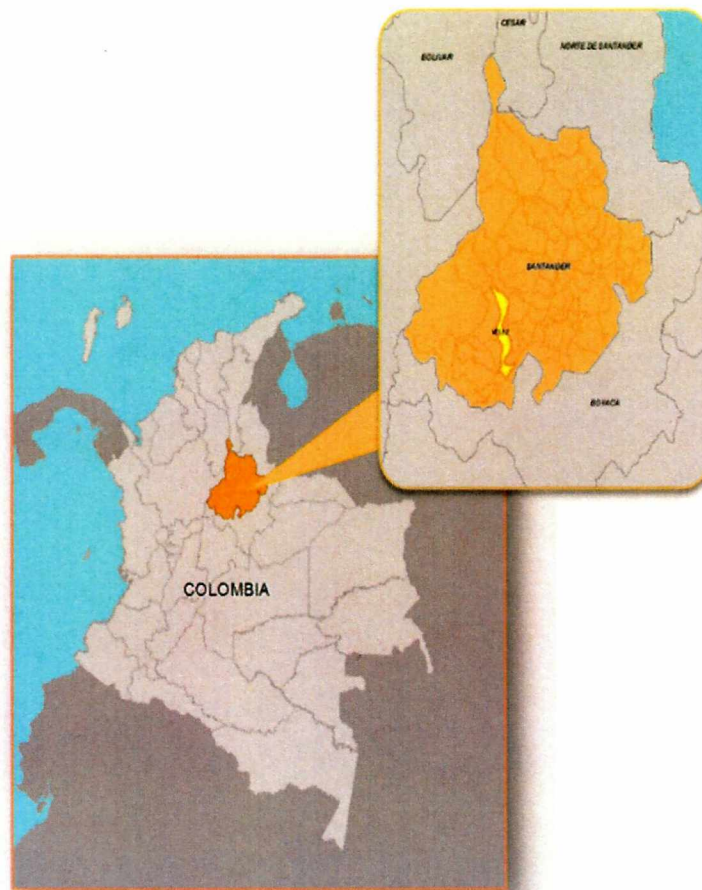 CESAR
BOLIVAR
NORTE DE SANTANDER
SANTANDER
BOYACA
COLOMBIA